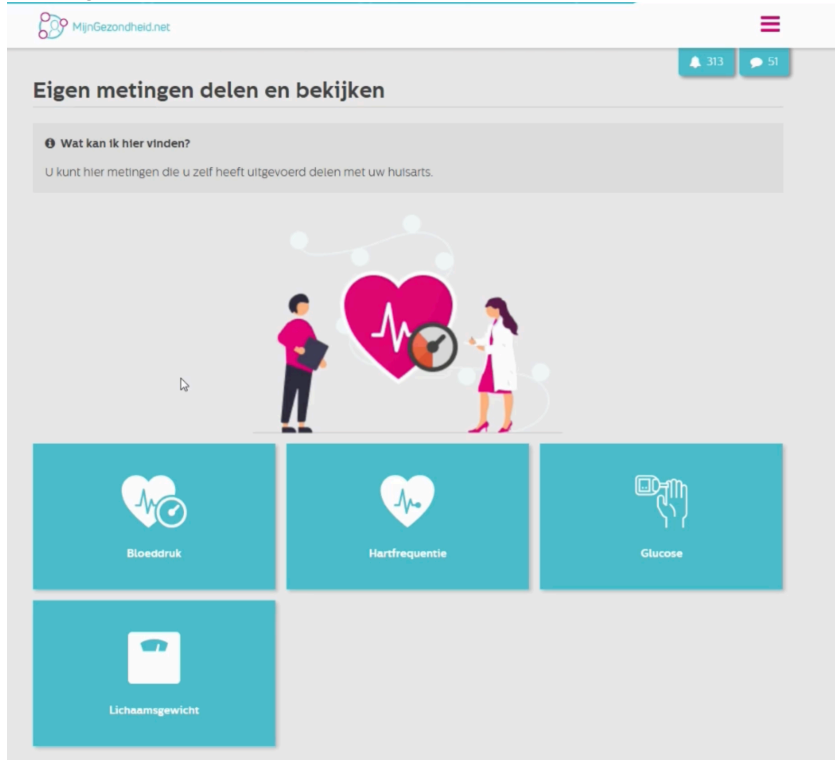 MijnGezondheid.net
313
51
Eigen metingen delen en bekijken
Wat kan ik hier vinden?
U kunt hier metingen die u zelf heeft uitgevoerd delen met uw huisarts.
Bloeddruk
Hartfrequentie
Glucose
Lichaamsgewicht